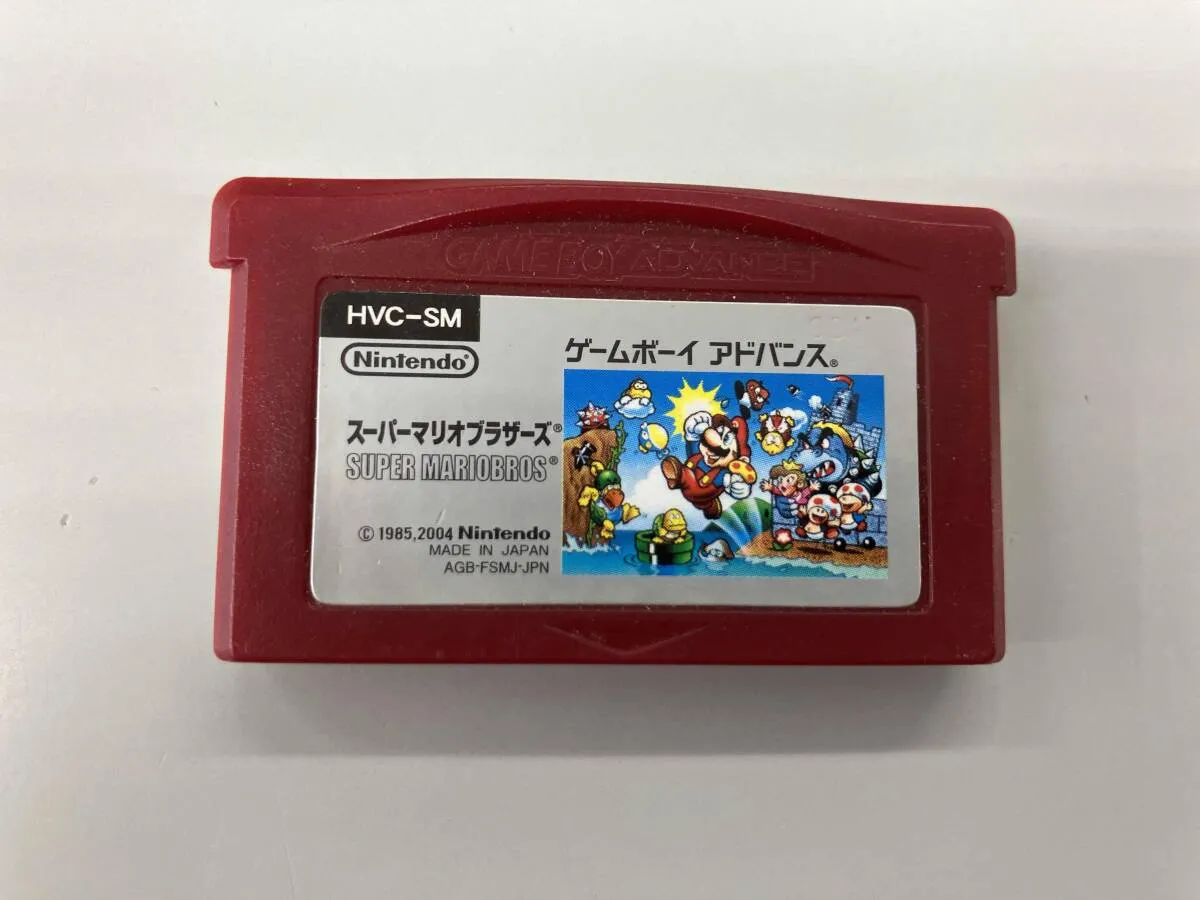 GAME BOY ADVANCE
HVC-SM
Nintendo®
ゲームボーイ アドバンス®
スーパーマリオブラザーズ®
SUPER MARIOBROS®
© 1985,2004 Nintendo
MADE IN JAPAN
AGB-FSMJ-JPN